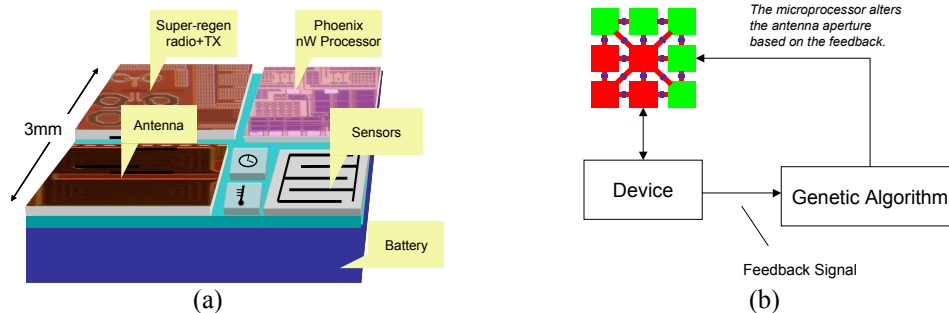 Super-regen
radio+TX
Phoenix
nW Processor
3mm
Antenna
Sensors
Battery
(a)
The microprocessor alters
the antenna aperture
based on the feedback.
Device
Genetic Algorithm
Feedback Signal
(b)